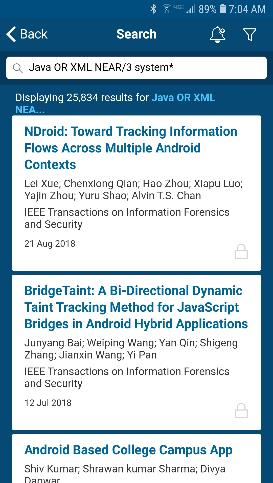 89% 7:04 AM
Back Search
Java OR XML NEAR/3 system*
Displaying 25,834 results for Java OR XML
NEA...
NDroid: Toward Tracking Information
Flows Across Multiple Android
Contexts
Lei Xue; Chenxiong Qian; Hao Zhou; Xiapu Luo;
Yajin Zhou; Yuru Shao; Alvin T.S. Chan
IEEE Transactions on Information Forensics
and Security
21 Aug 2018
BridgeTaint: A Bi-Directional Dynamic
Taint Tracking Method for JavaScript
Bridges in Android Hybrid Applications
Junyang Bai; Weiping Wang; Yan Qin; Shigeng
Zhang; Jianxin Wang; Yi Pan
IEEE Transactions on Information Forensics
and Security
12 Jul 2018
Android Based College Campus App
Shiv Kumar; Shrawan kumar Sharma; Divya